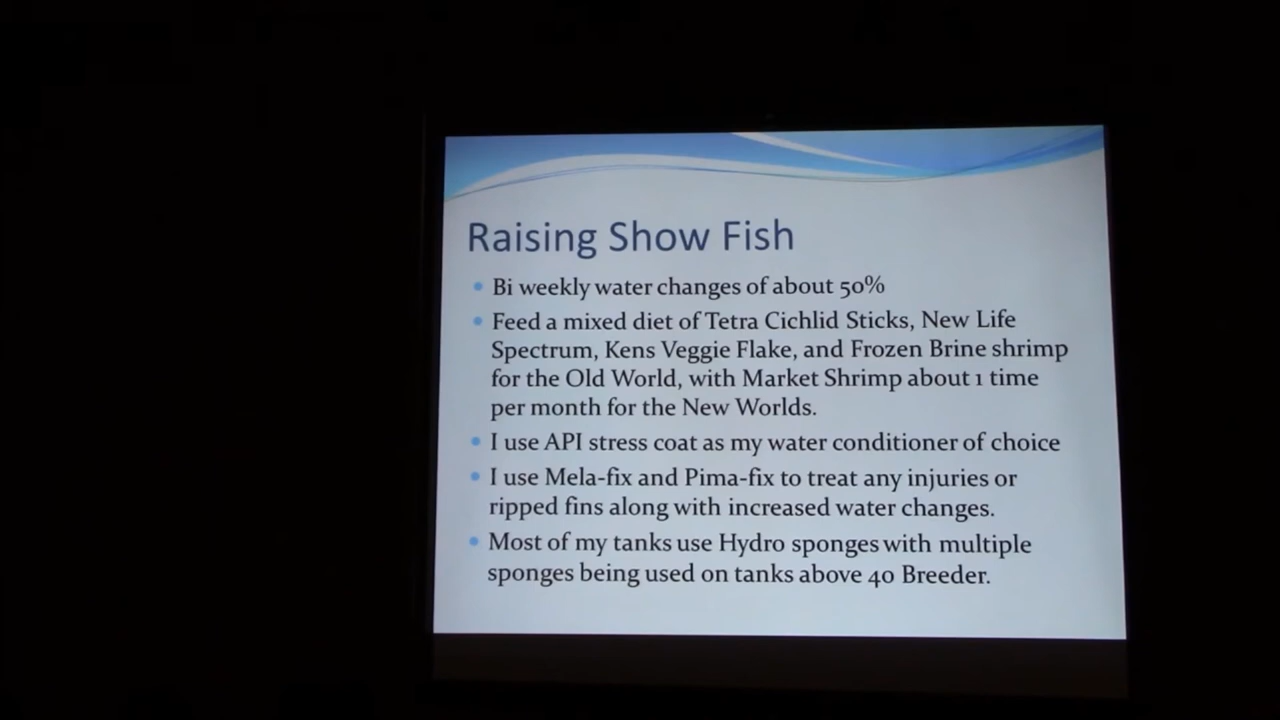 Raising Show Fish
• Bi weekly water changes of about 50%
• Feed a mixed diet of Tetra Cichlid Sticks, New Life
Spectrum, Kens Veggie Flake, and Frozen Brine shrimp
for the Old World, with Market Shrimp about 1 time
per month for the New Worlds.
• I use API stress coat as my water conditioner of choice
• I use Mela-fix and Pima-fix to treat any injuries or
ripped fins along with increased water changes.
• Most of my tanks use Hydro sponges with multiple
sponges being used on tanks above 40 Breeder.